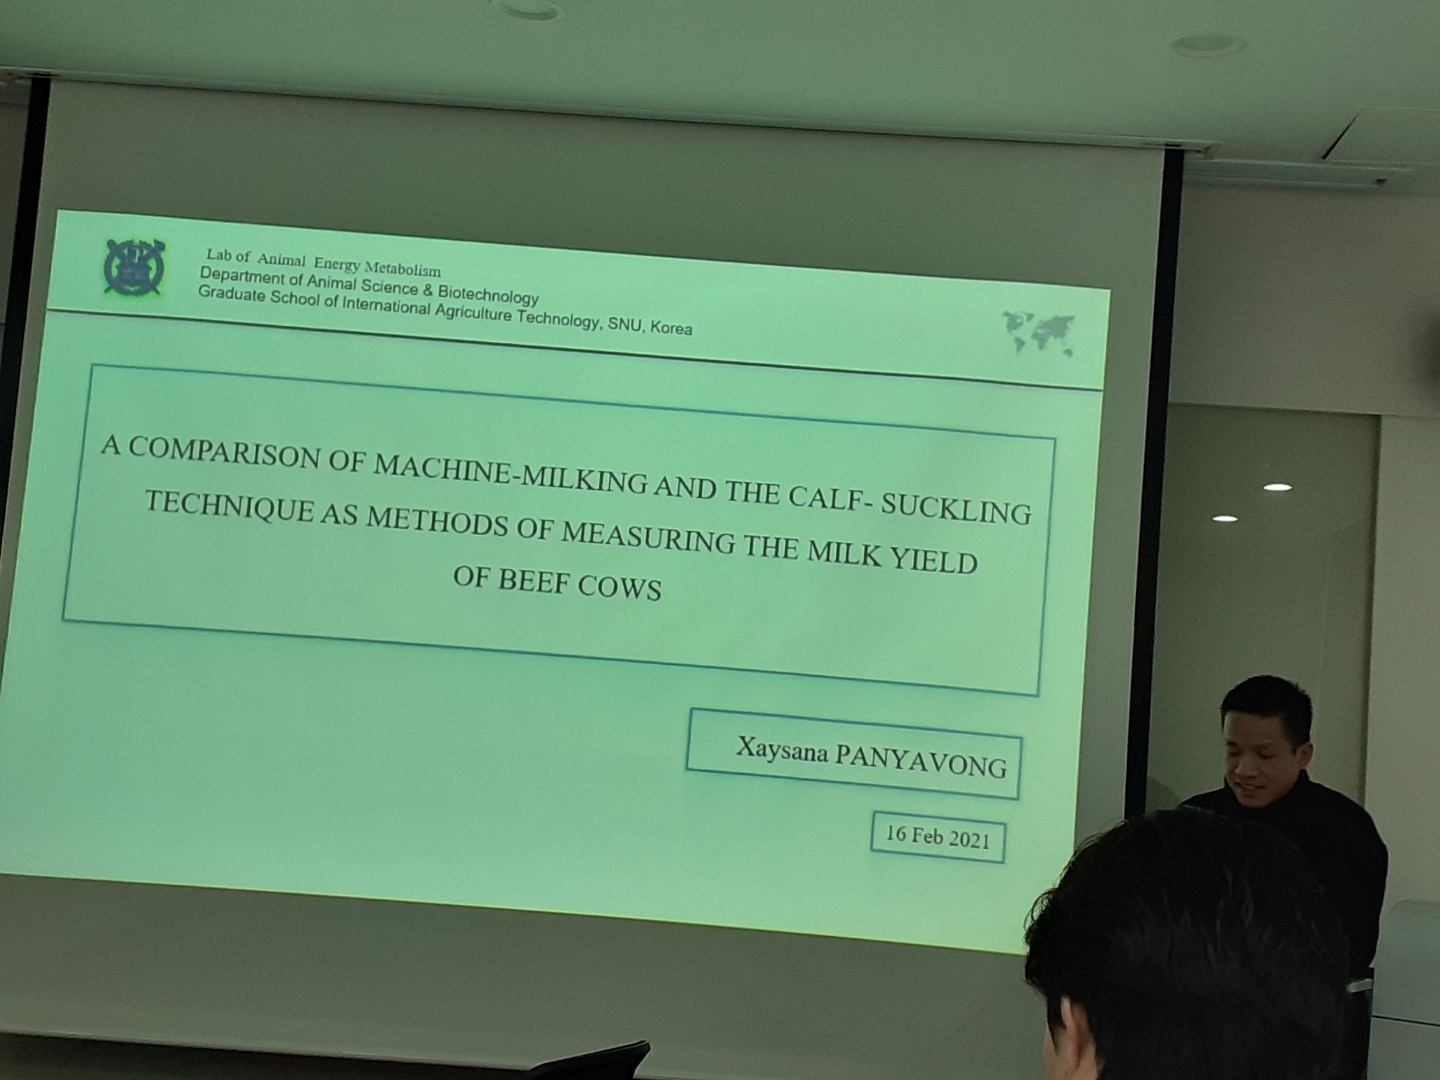 Lab of Animal Energy Metabolism
Department of Animal Science & Biotechnology
Graduate School of International Agriculture Technology, SNU, Korea
A COMPARISON OF MACHINE-MILKING AND THE CALF- SUCKLING
TECHNIQUE AS METHODS OF MEASURING THE MILK YIELD
OF BEEF COWS
Xaysana PANYAVONG
16 Feb 2021